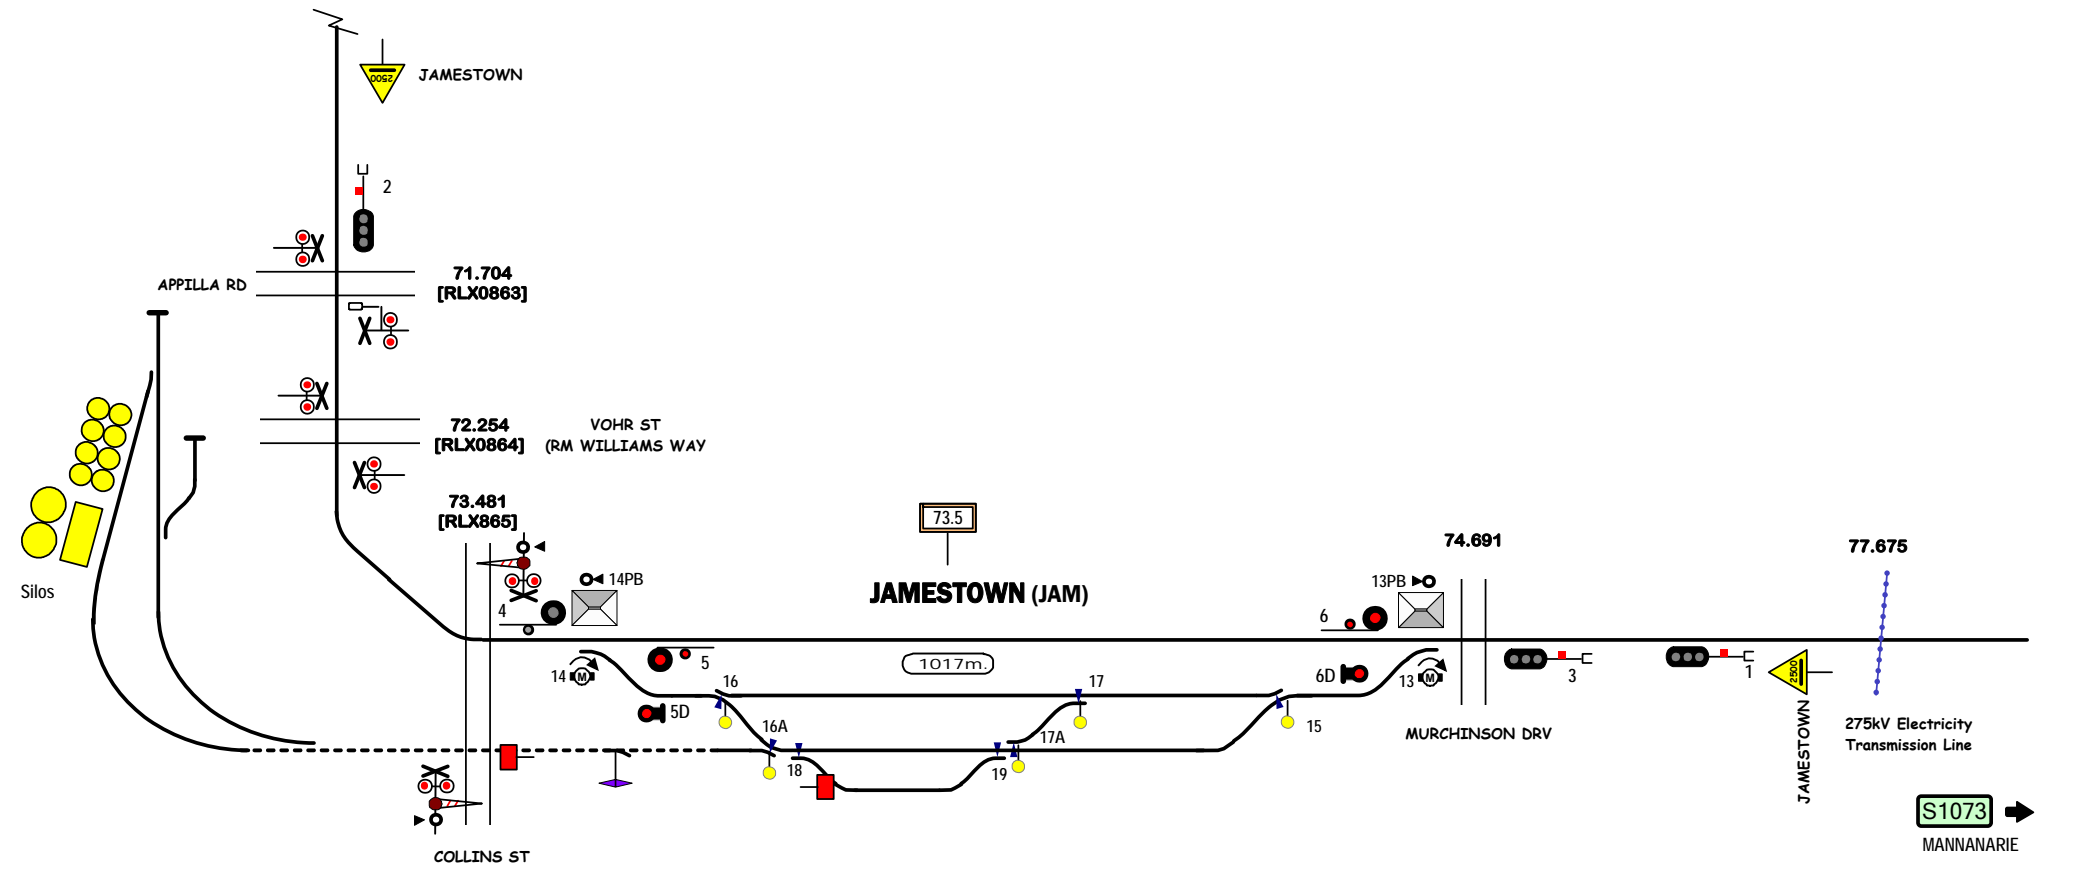 2500
JAMESTOWN
2
71.704
[RLX0863]
APPILLA RD
72.254
[RLX0864]
VOHR ST
(RM WILLIAMS WAY
73.481
[RLX865]
73.5
74.691
77.675
Silos
14PB
JAMESTOWN (JAM)
13PB
4
6
5
1017m.
14 M
16
17
6D
13 M
3
1
2500
JAMESTOWN
5D
16A
17A
15
18
19
MURCHINSON DRV
275kV Electricity
Transmission Line
COLLINS ST
S1073
MANNANARIE